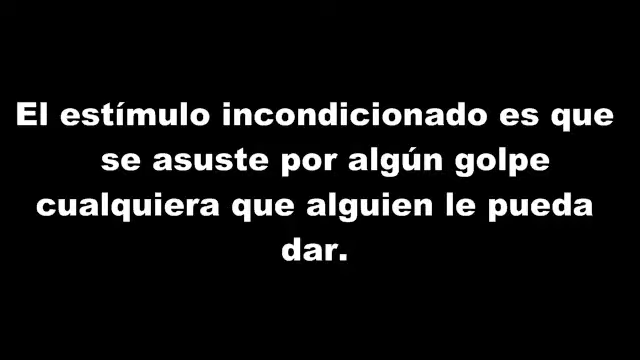 El estímulo incondicionado es que
se asuste por algún golpe
cualquiera que alguien le pueda
dar.